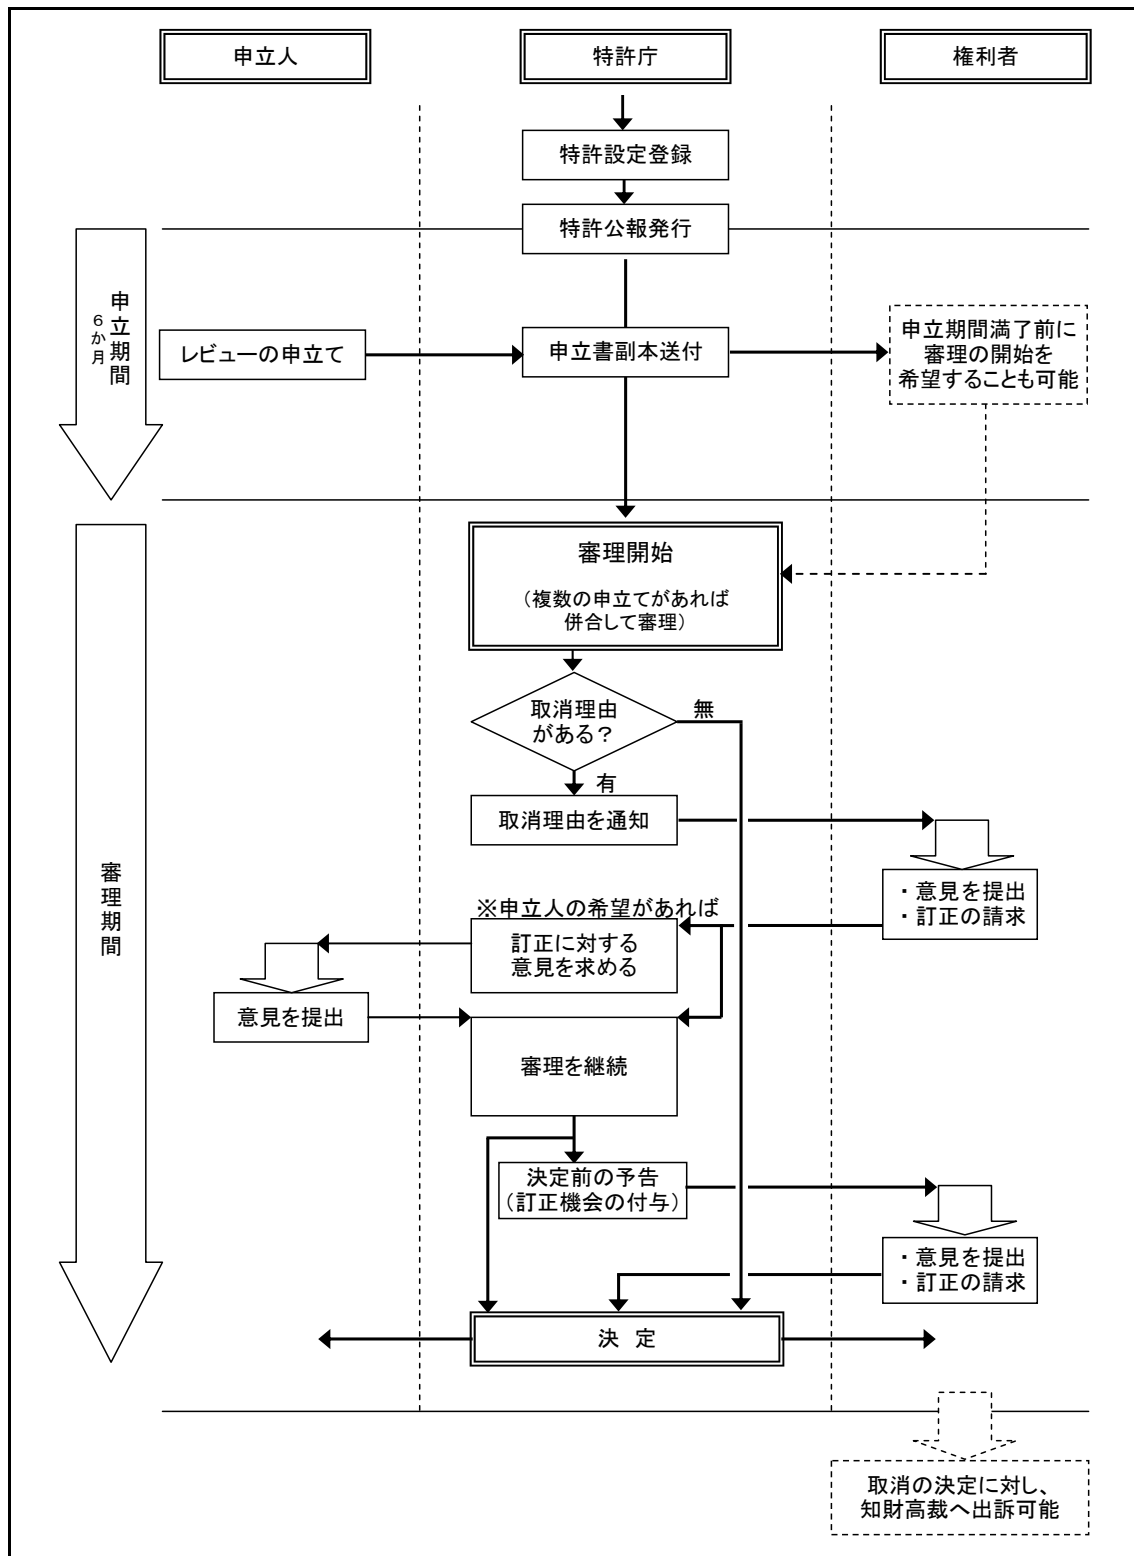 申立人
特許庁
権利者
特許設定登録
特許公報発行
申立期間
６か月
レビューの申立て
申立書副本送付
申立期間満了前に
審理の開始を
希望することも可能
審理開始
（複数の申立てがあれば
併合して審理）
取消理由
がある？
無
有
取消理由を通知
審理期間
・意見を提出
・訂正の請求
※申立人の希望があれば
訂正に対する
意見を求める
意見を提出
審理を継続
決定前の予告
（訂正機会の付与）
・意見を提出
・訂正の請求
決 定
取消の決定に対し、
知財高裁へ出訴可能